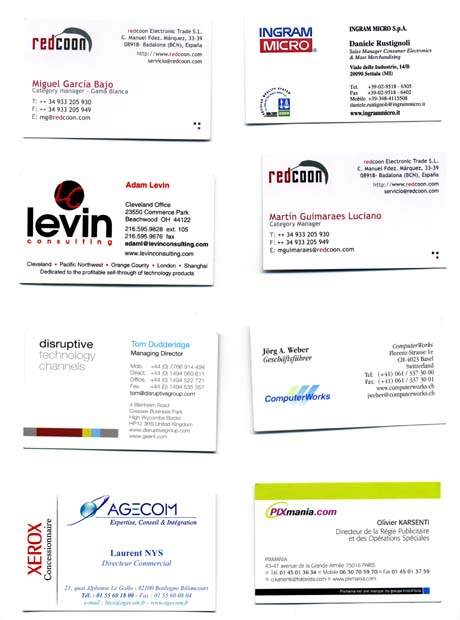 redcoon
redcoon Electronic Trade S.L.
C. Manuel Fdez. Márquez, 33-39
08918- Badalona (BCN), España
http://www.redcoon.com
servicio@redcoon.com
Miguel García Bajo
Category manager - Gama Blanca
T: ++ 34 933 205 930
F: ++ 34 933 205 949
E: mg@redcoon.com
INGRAM
MICRO
INGRAM MICRO S.p.A.
Daniele Rustignoli
Sales Manager Consumer Electronics
& Mass Merchandising
Viale delle Industrie, 14/B
20090 Settala (MI)
Tel. +39-02-9518 - 6305
Fax +39-02-9518 - 6402
Mobile +39-348-4115508
daniele.rustignoli@ingrammicro.it
www.ingrammicro.it
LC
levin
consulting
Adam Levin
Cleveland Office
23550 Commerce Park
Beachwood OH 44122
216.595.9828 ext. 105
216.595.9676 fax
adaml@levinconsulting.com
www.levinconsulting.com
Cleveland • Pacific Northwest • Orange County • London • Shanghai
Dedicated to the profitable sell-through of technology products
redcoon
redcoon Electronic Trade S.L.
C. Manuel Fdez. Márquez, 33-39
08918- Badalona (BCN), España
http://www.redcoon.com
servicio@redcoon.com
Martín Guimaraes Luciano
Category Manager
T: ++ 34 933 205 930
F: ++ 34 933 205 949
E: mguimaraes@redcoon.com
disruptive
technology
channels
Tom Dudderidge
Managing Director
Mob. +44 (0) 7766 914 494
Direct. +44 (0) 1494 560 611
Office. +44 (0) 1494 522 721
Fax. +44 (0) 1494 535 357
tom@disruptivegroup.com
4 Blenheim Road
Cressex Business Park
High Wycombe Bucks
HP12 3RS United Kingdom
www.disruptivegroup.com
Jörg A. Weber
Geschäftsführer
ComputerWorks
ComputerWorks
Florenz-Strasse 1e
CH-4023 Basel
Switzerland
Tel. (+41) 061 / 337 30 00
Fax: (+41) 061 / 337 30 01
www.computerworks.ch
jweber@computerworks.ch
XEROX
Concessionnaire
AGECOM
Expertise, Conseil & Intégration
Laurent NYS
Directeur Commercial
27, quai Alphonse Le Gallo - 92100 Boulogne Billancourt
Tél. : 01 55 60 18 00 - Fax : 01 55 60 08 04
e-mail : lnys@agecom.fr - www.agecom.fr
PIXmania.com
Olivier KARSENTI
Directeur de la Régie Publicitaire
et des Opérations Spéciales
PIXMANIA
43-47 avenue de la Grande Armée 75016 PARIS
Tél. 01 45 01 36 34 Mobile 06 30 70 59 70 Fax 01 45 01 37 59
o.karsenti@fotovista.com www.pixmania.com
Pixmania est une marque du groupe FOTOVISTA